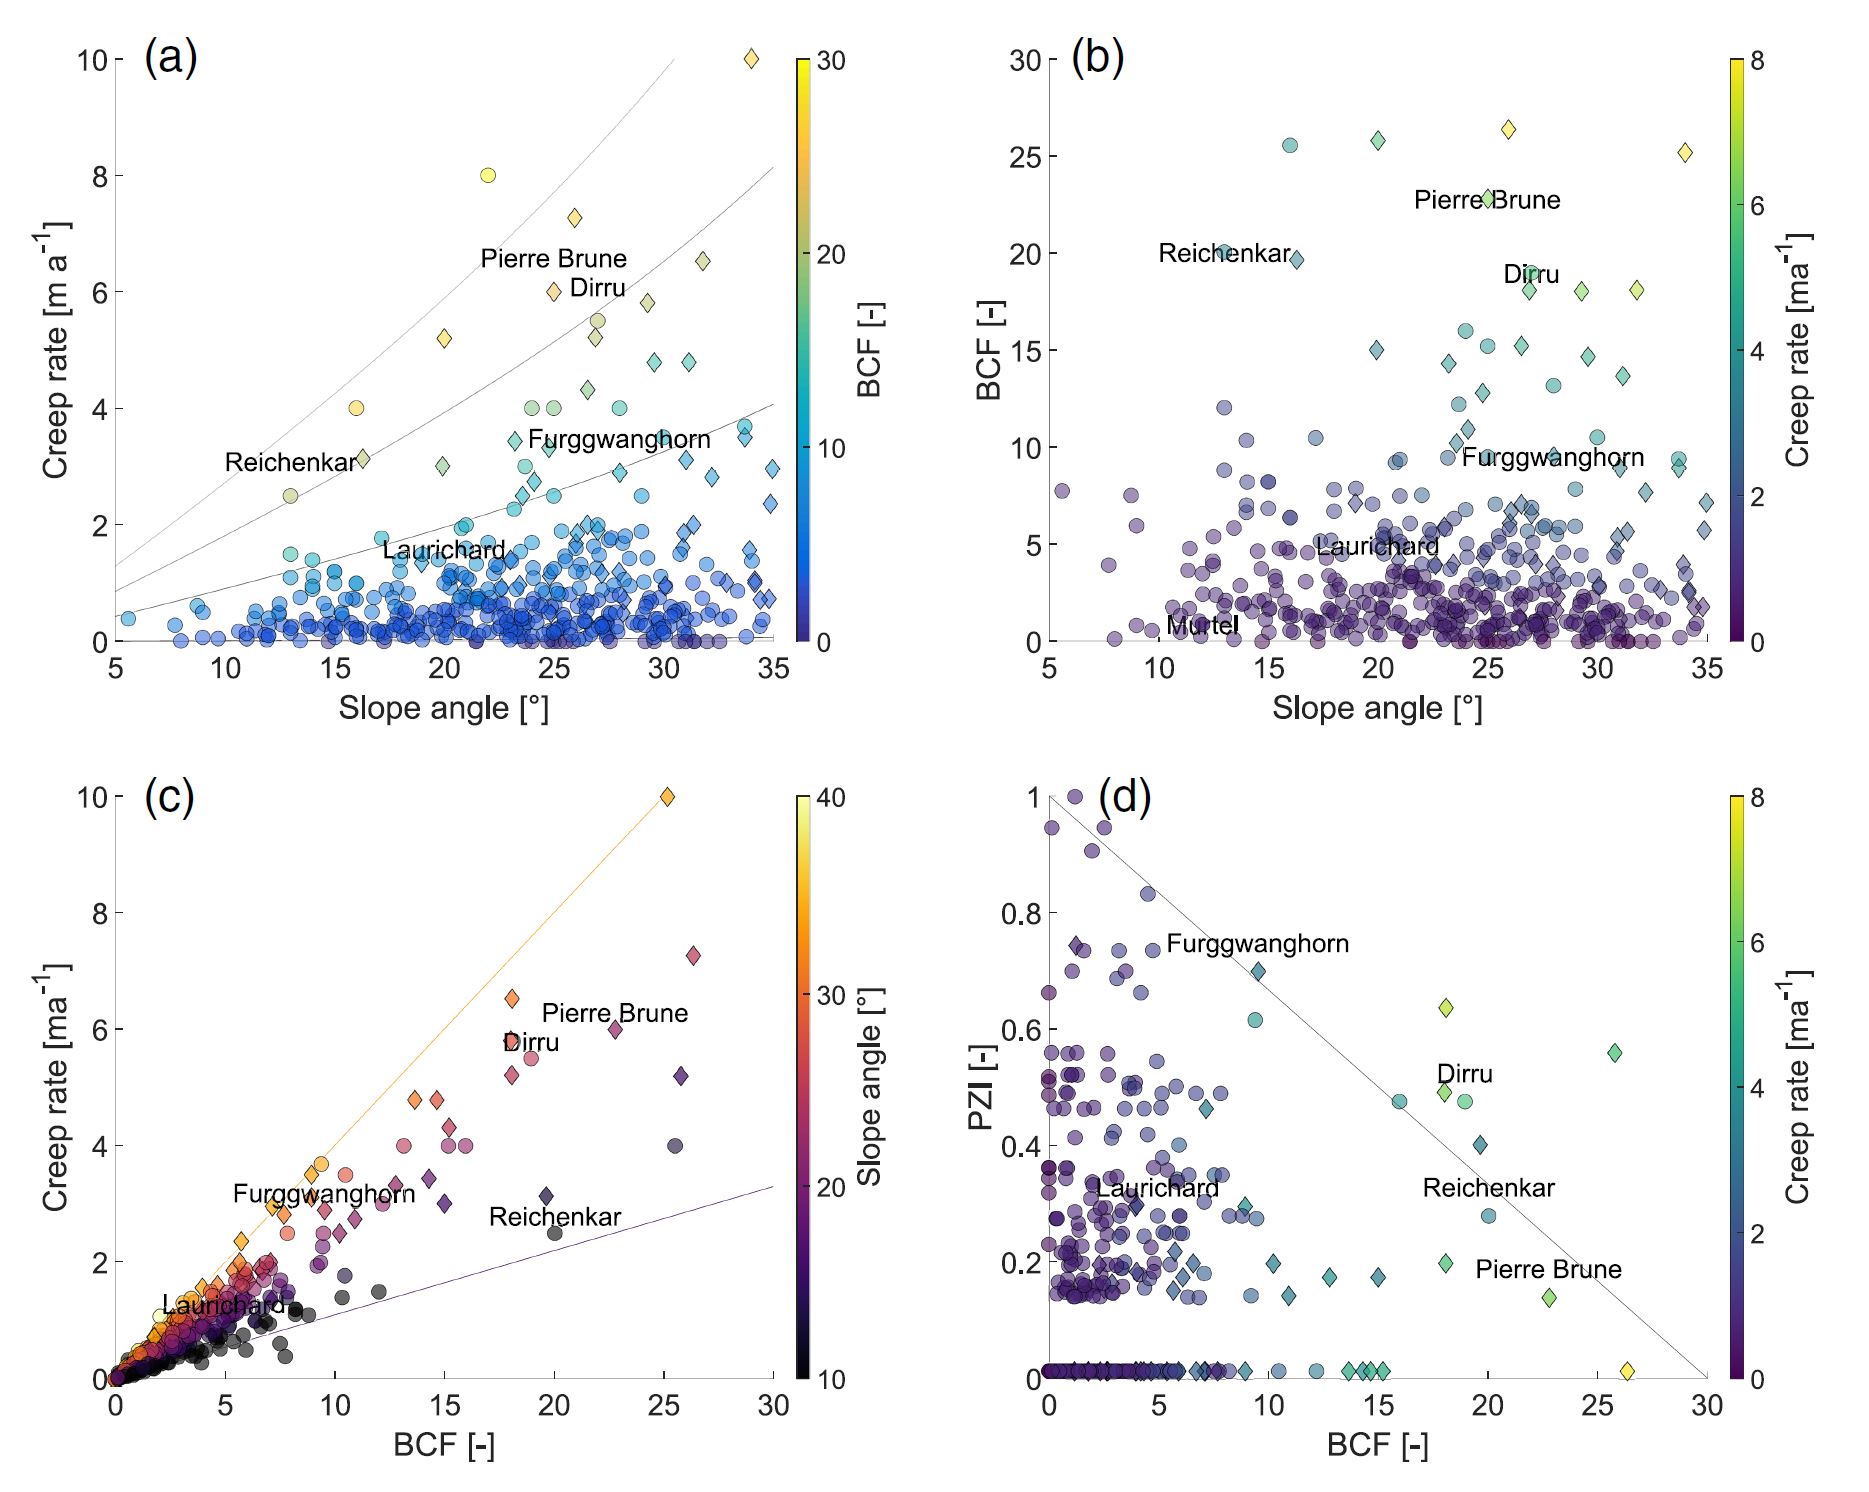 (a)
10
8
6
4
2
0
Creep rate [m a-1]
Pierre Brune
Dirru
Reichenkar
Furggwanghorn
Laurichard
5 10 15 20 25 30 35
Slope angle [°]
30
20
10
0
BCF [-]
(b)
30
25
20
15
10
5
0
BCF [-]
Pierre Brune
Reichenkar
Dirru
Furggwanghorn
Laurichard
Murtel
5 10 15 20 25 30 35
Slope angle [°]
8
6
4
2
0
Creep rate [ma-1]
(c)
10
8
6
4
2
0
Creep rate [ma-1]
Pierre Brune
Dirru
Furggwanghorn
Reichenkar
Laurichard
0 5 10 15 20 25 30
BCF [-]
40
30
20
10
Slope angle [°]
(d)
1
0.8
0.6
0.4
0.2
0
PZI [-]
Furggwanghorn
Dirru
Laurichard
Reichenkar
Pierre Brune
0 5 10 15 20 25 30
BCF [-]
8
6
4
2
0
Creep rate [ma-1]